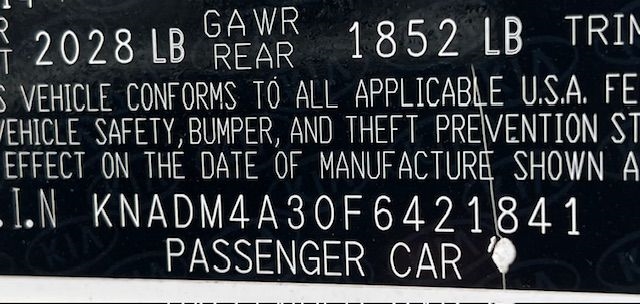 2028 LB GAWR REAR 1852 LB TRIM
S VEHICLE CONFORMS TO ALL APPLICABLE U.S.A. FE
VEHICLE SAFETY, BUMPER, AND THEFT PREVENTION ST
EFFECT ON THE DATE OF MANUFACTURE SHOWN A
.I.N KNADM4A30F6421841
PASSENGER CAR